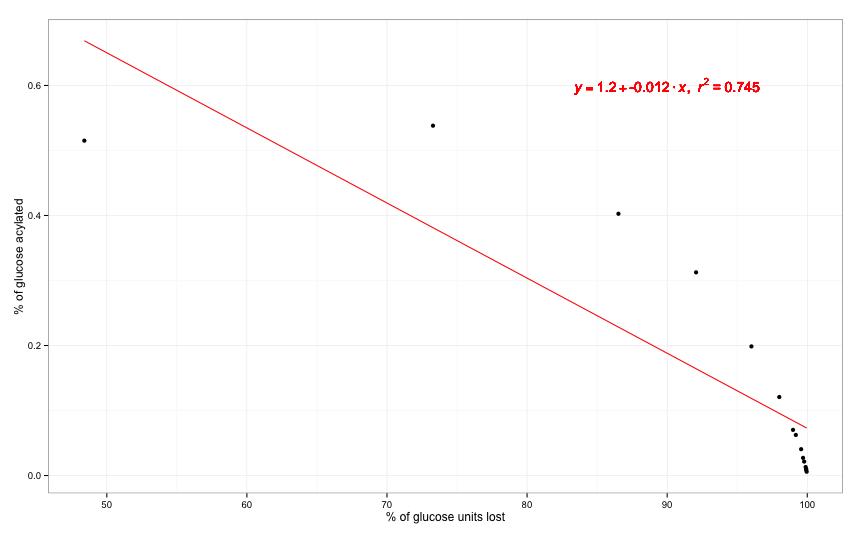 y = 1.2 + -0.012 · x, r² = 0.745
0.6
0.4
0.2
0.0
% of glucose acylated
50 60 70 80 90 100
% of glucose units lost